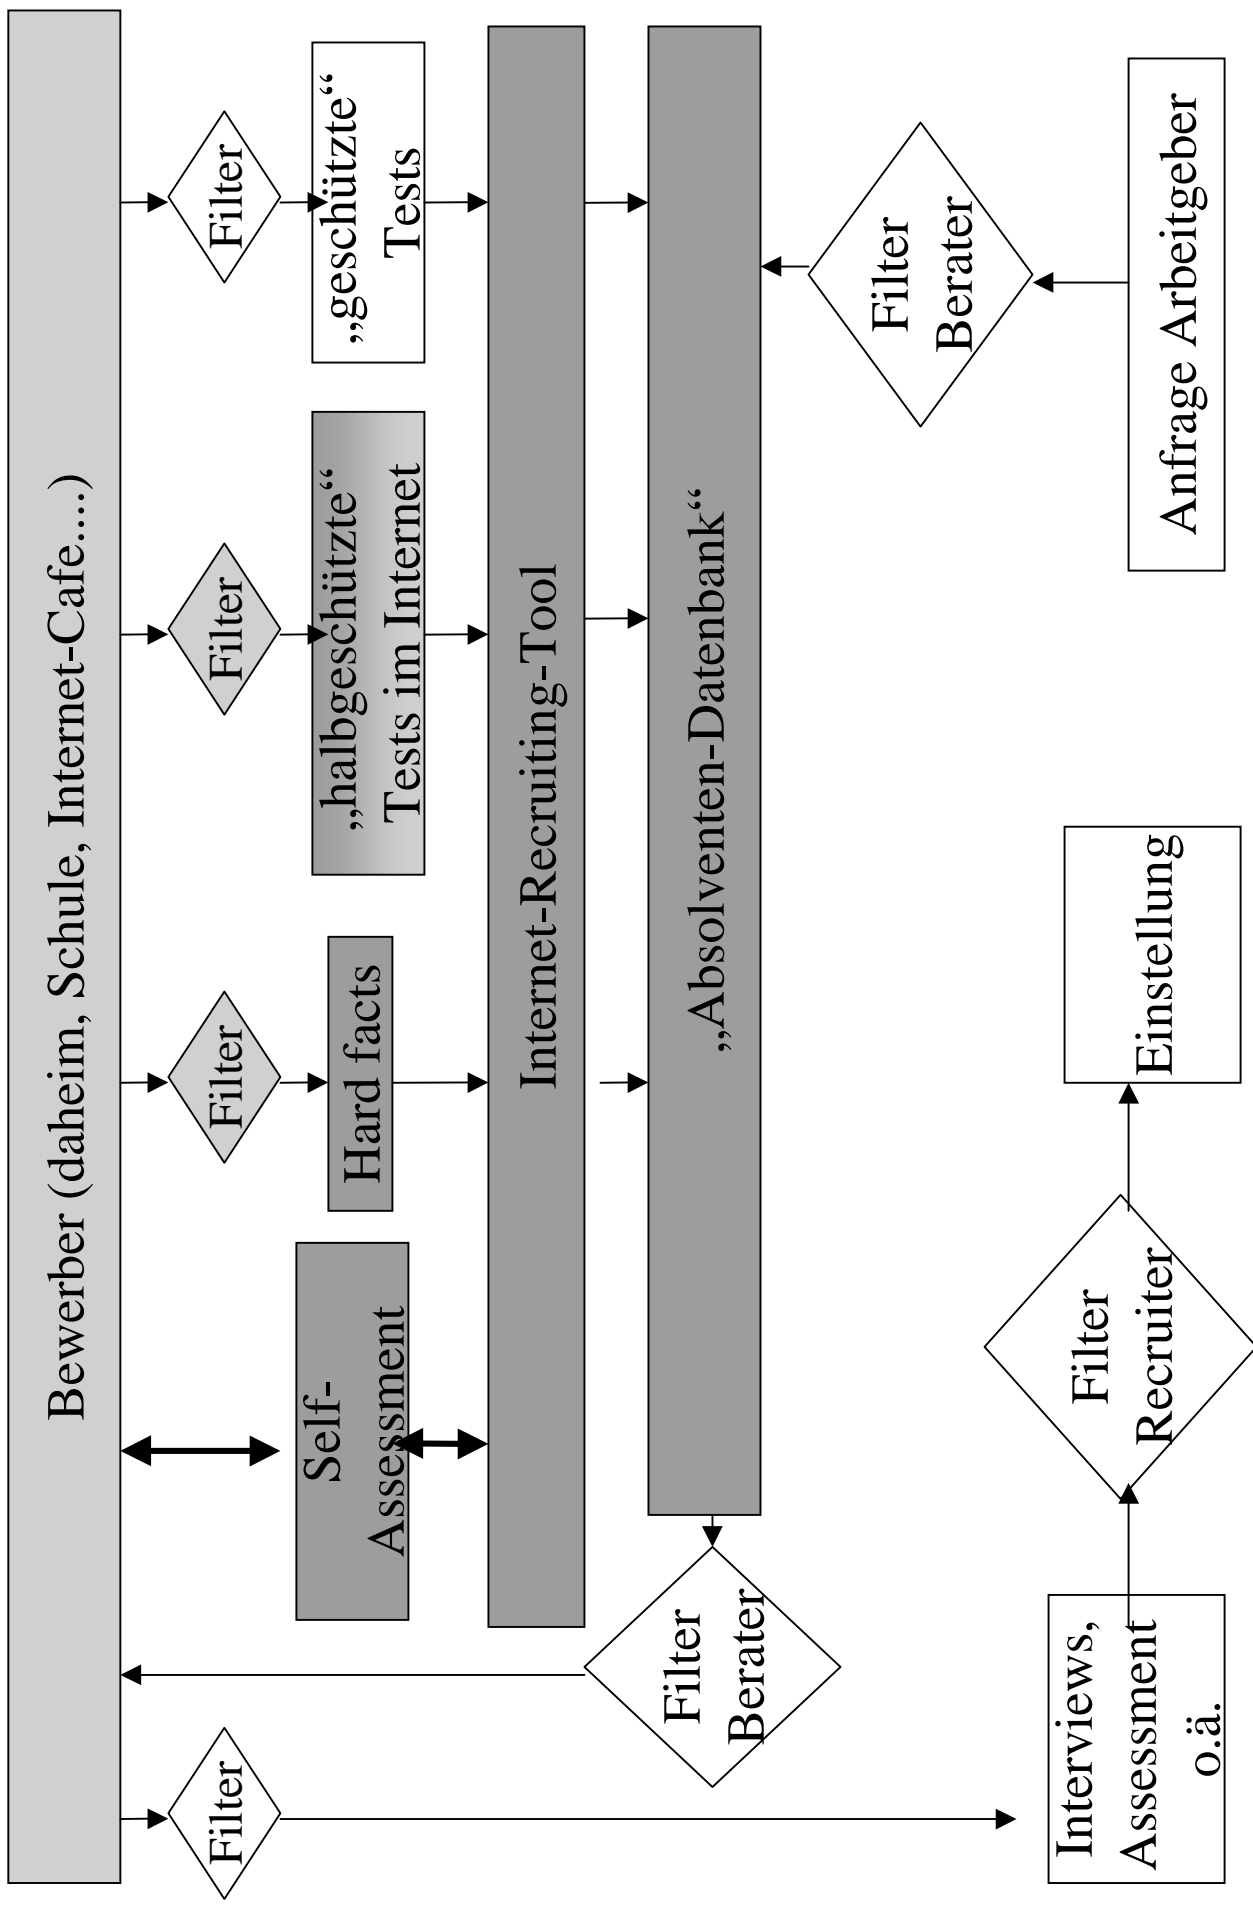 Bewerber (daheim, Schule, Internet-Cafe....)
Filter
Filter
Filter
Filter
Self-
Assessment
Hard facts
„halbgeschützte“
Tests im Internet
„geschützte“
Tests
Internet-Recruiting-Tool
„Absolventen-Datenbank“
Filter
Berater
Filter
Berater
Interviews,
Assessment
o.ä.
Filter
Recruiter
Einstellung
Anfrage Arbeitgeber